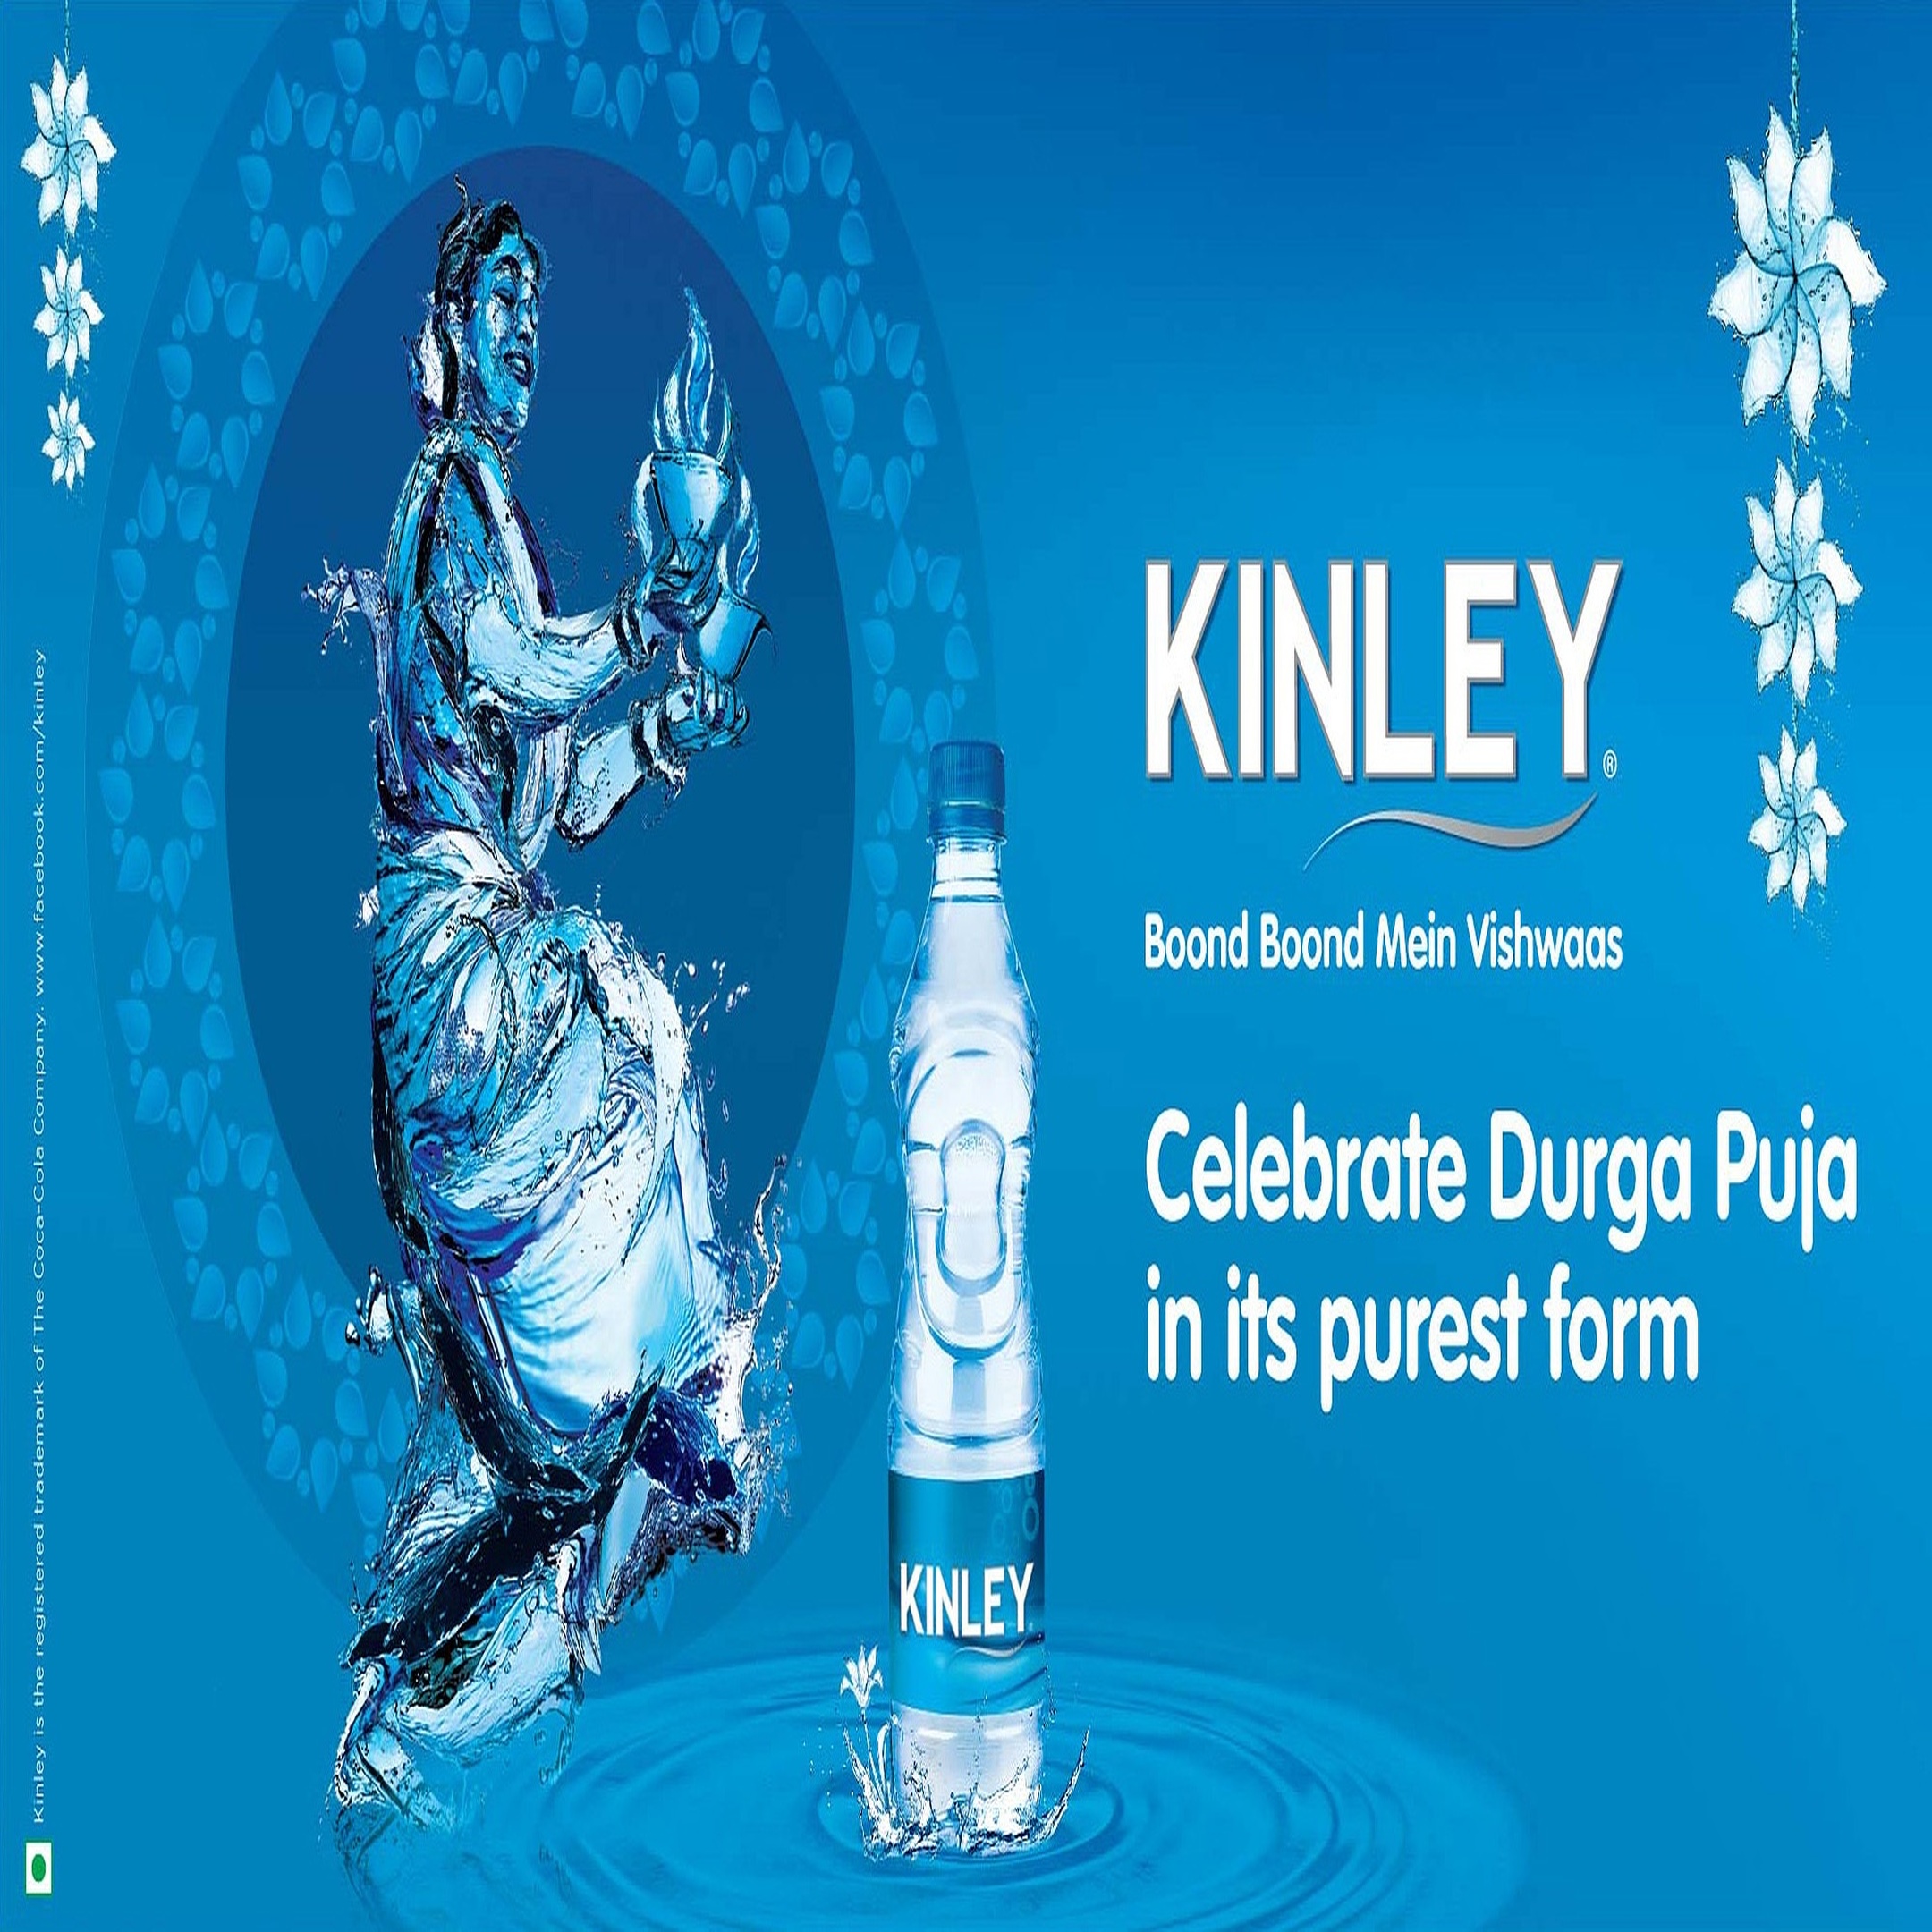 KINLEY®
Boond Boond Mein Vishwaas
Celebrate Durga Puja
in its purest form
KINLEY
Kinley is the registered trademark of The Coca-Cola Company. www.facebook.com/kinley